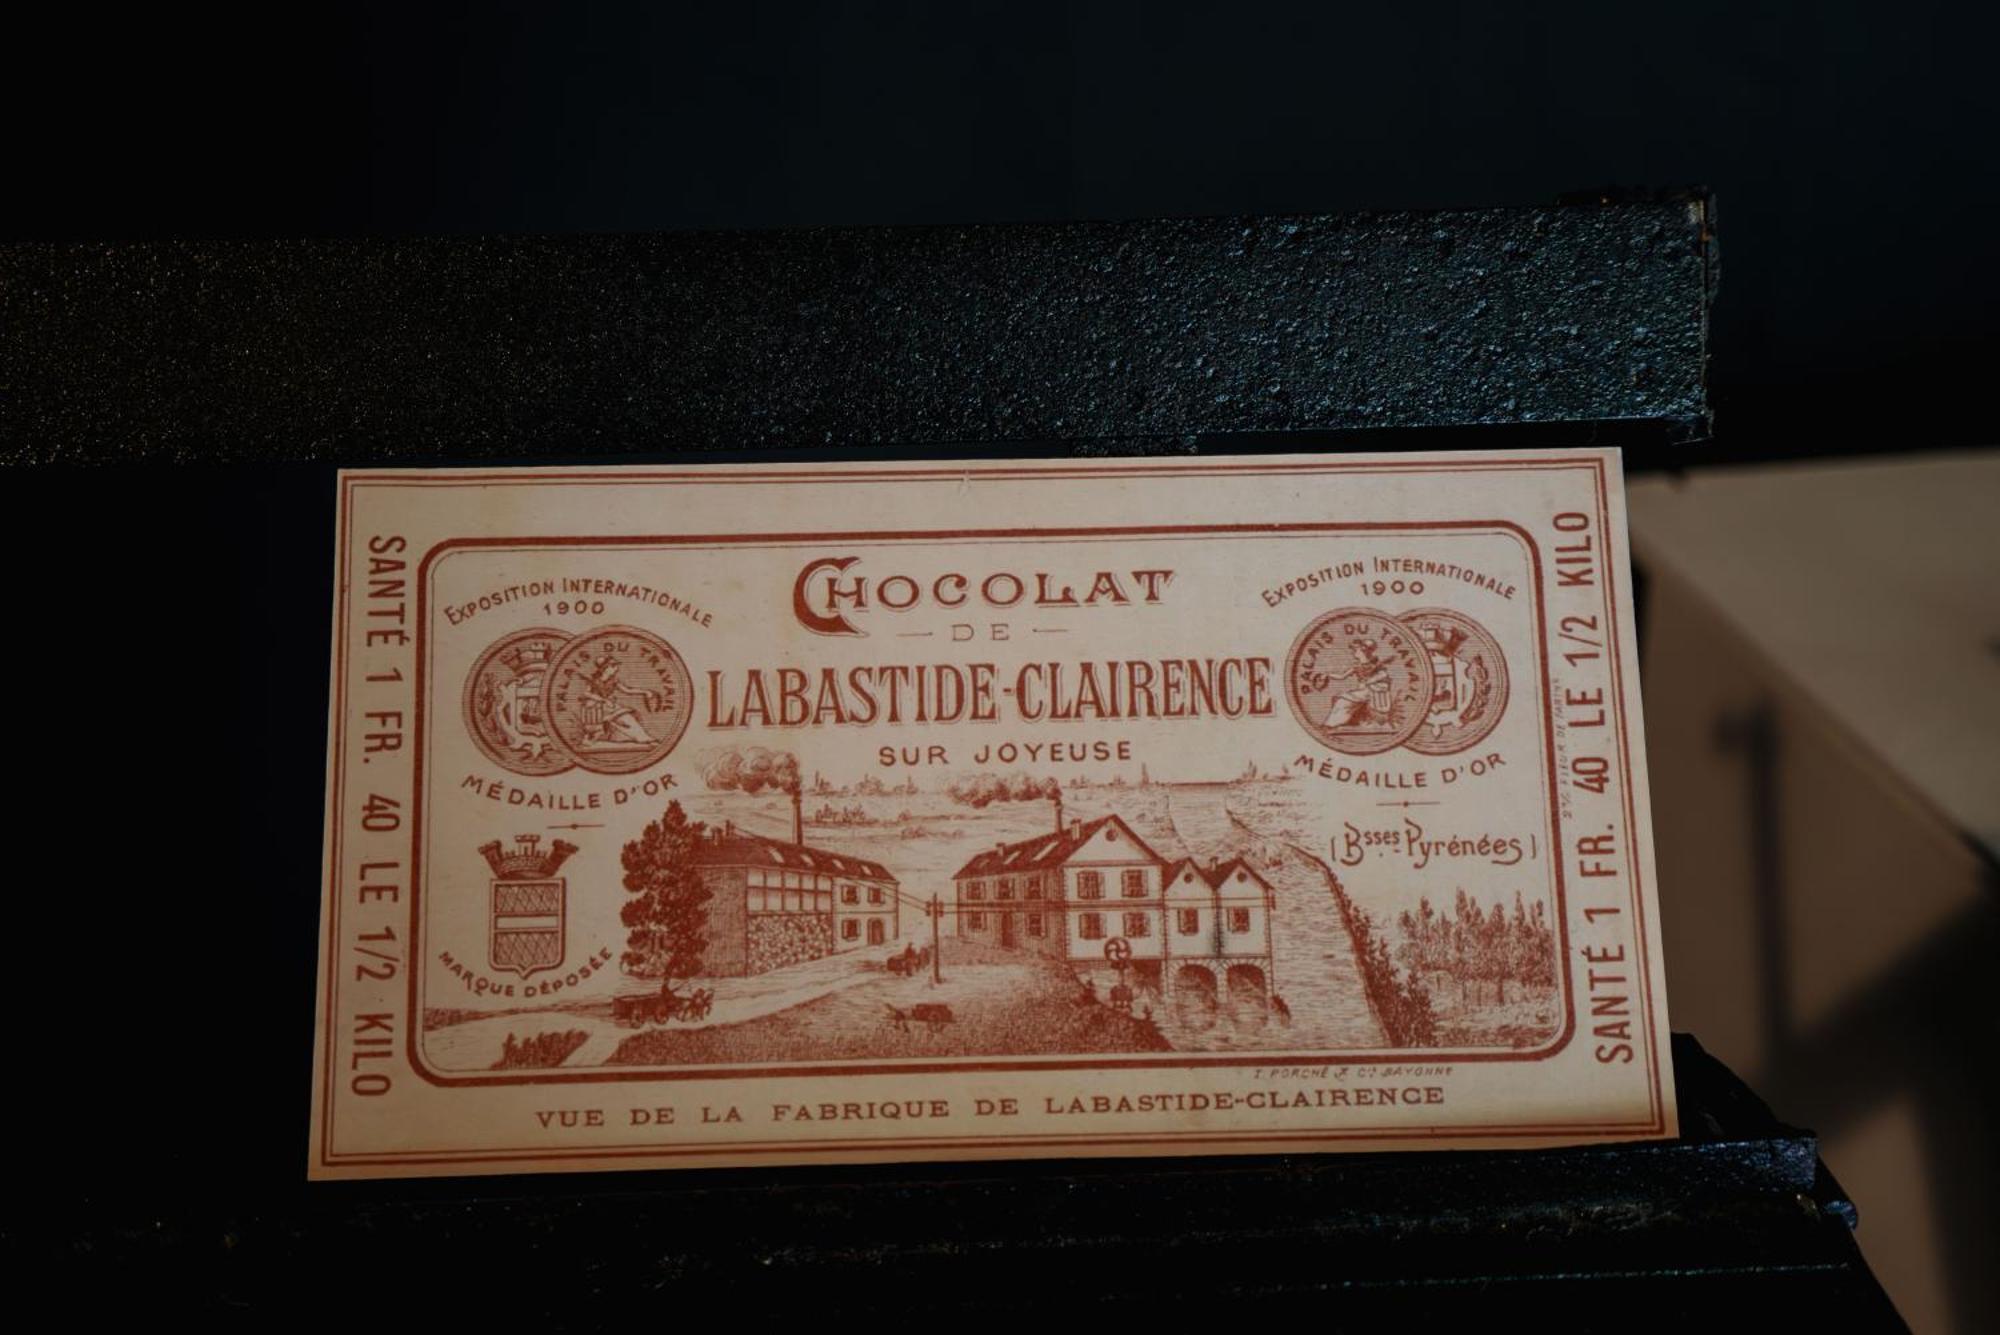 SANTÉ 1 FR. 40 LE 1/2 KILO
EXPOSITION INTERNATIONALE
1900
PALAIS DU TRAVAIL
MÉDAILLE D'OR
MARQUE DÉPOSÉE
CHOCOLAT
— DE —
LABASTIDE-CLAIRENCE
SUR JOYEUSE
EXPOSITION INTERNATIONALE
1900
PALAIS DU TRAVAIL
MÉDAILLE D'OR
(Bsses-Pyrénées)
SANTÉ 1 FR. 40 LE 1/2 KILO
PORCHÉ & Cie BAYONNE
VUE DE LA FABRIQUE DE LABASTIDE-CLAIRENCE